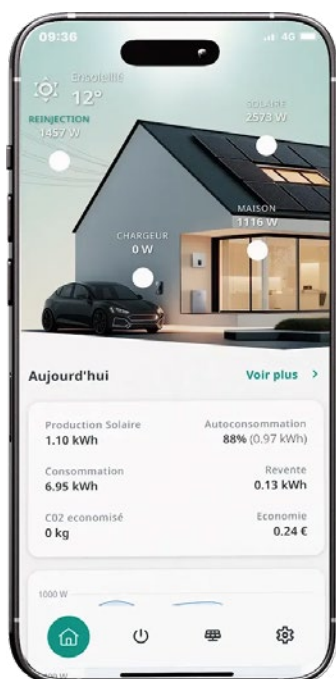 09:36 4G
Ensoleillé
12°
REINJECTION
1457 W
SOLAIRE
2573 W
MAISON
1116 W
CHARGEUR
0 W
Aujourd'hui Voir plus >
Production Solaire Autoconsommation
1.10 kWh 88% (0.97 kWh)
Consommation Revente
6.95 kWh 0.13 kWh
C02 economisé Economie
0 kg 0.24 €
1000 W